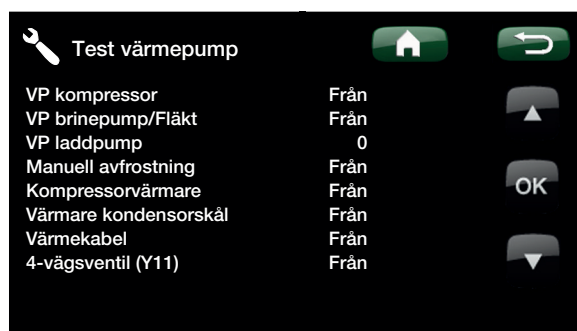 Test värmepump
VP kompressor Från
VP brinepump/Fläkt Från
VP laddpump 0
Manuell avfrostning Från
Kompressorvärmare Från
Värmare kondensorskål Från
Värmekabel Från
4-vägsventil (Y11) Från
OK